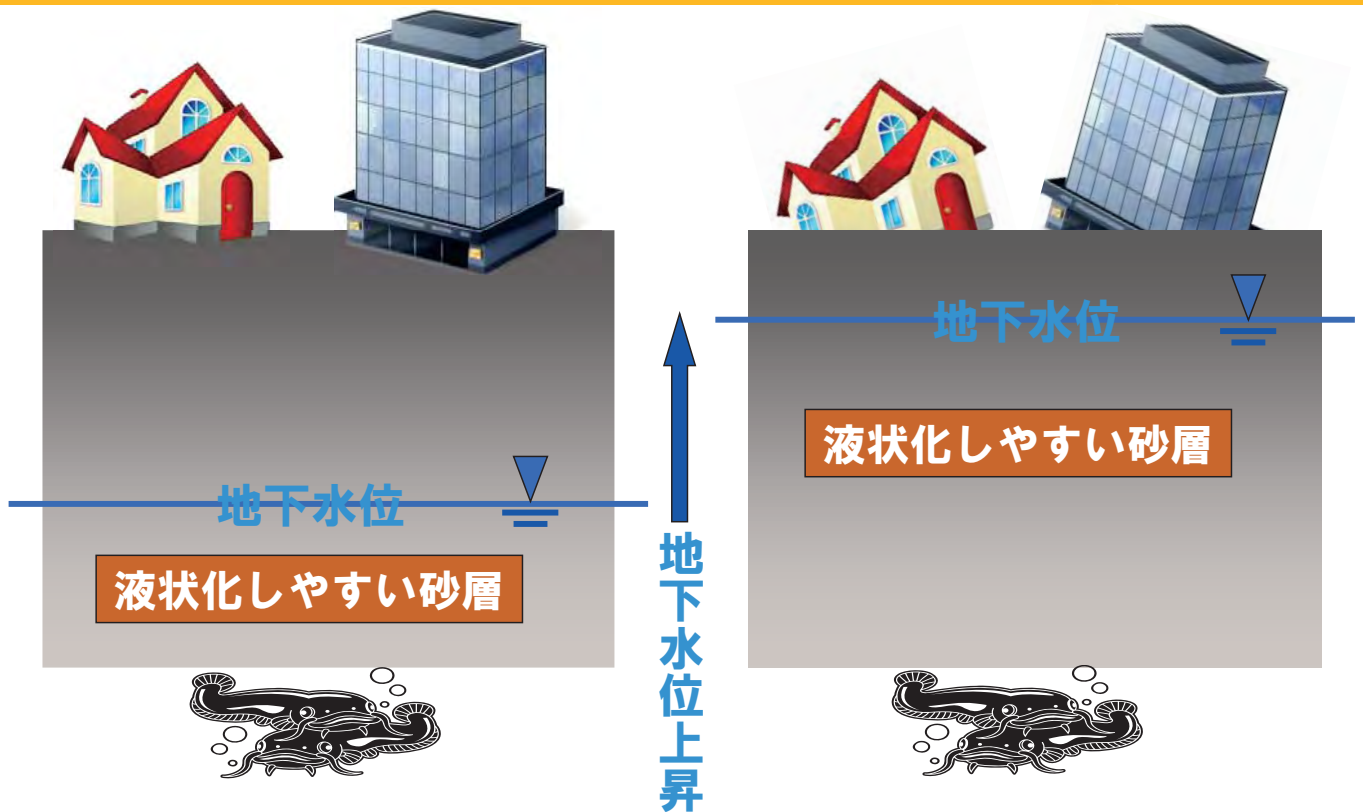 地下水位
液状化しやすい砂層
地下水位上昇
地下水位
液状化しやすい砂層